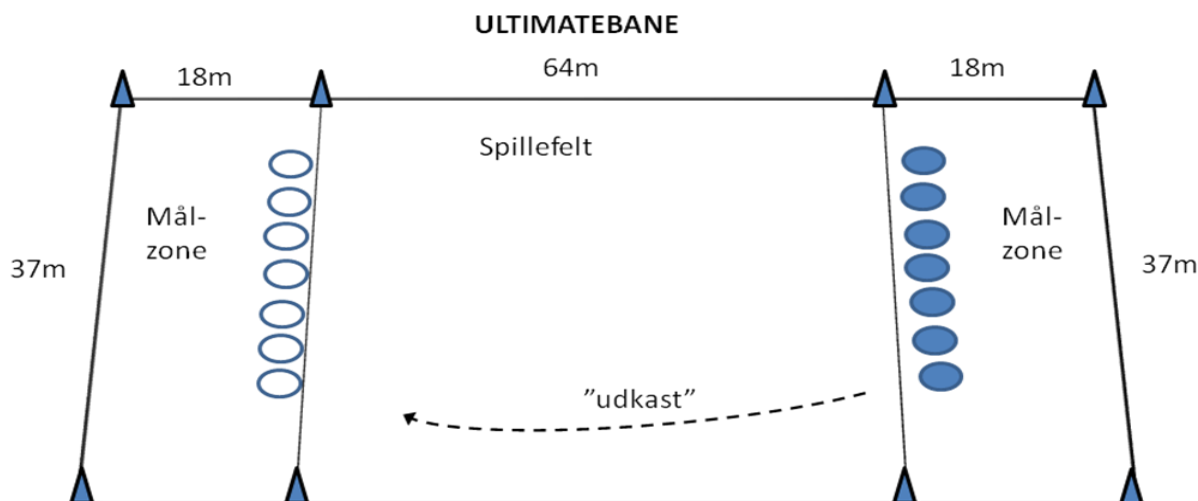 ULTIMATEBANE
18m
64m
18m
Spillefelt
Mål-
zone
Mål-
zone
37m
37m
”udkast”